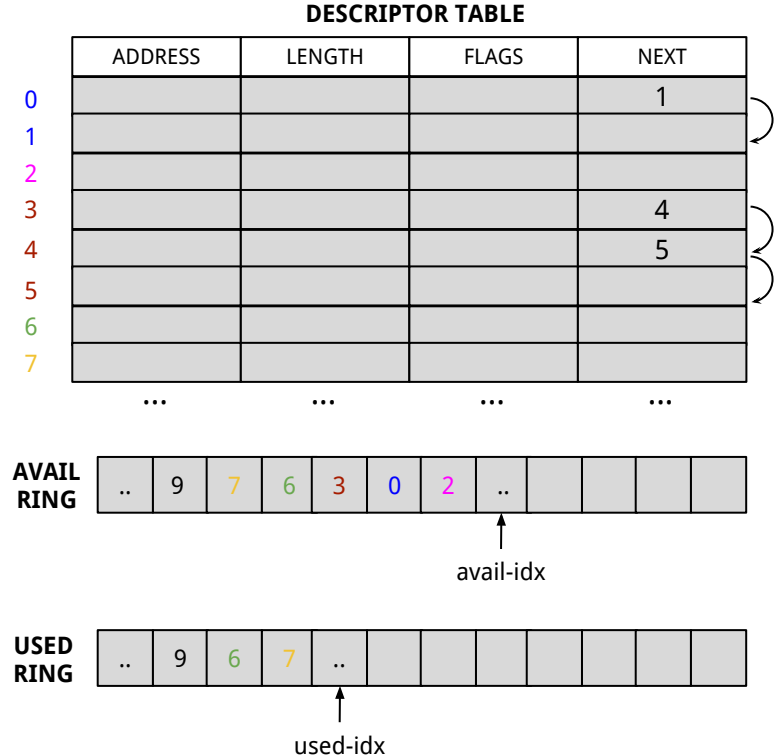 DESCRIPTOR TABLE
ADDRESS LENGTH FLAGS NEXT
0 1
1
2
3 4
4 5
5
6
7
... ... ... ...
AVAIL
RING
.. 9 7 6 3 0 2 ..
avail-idx
USED
RING
.. 9 6 7 ..
used-idx